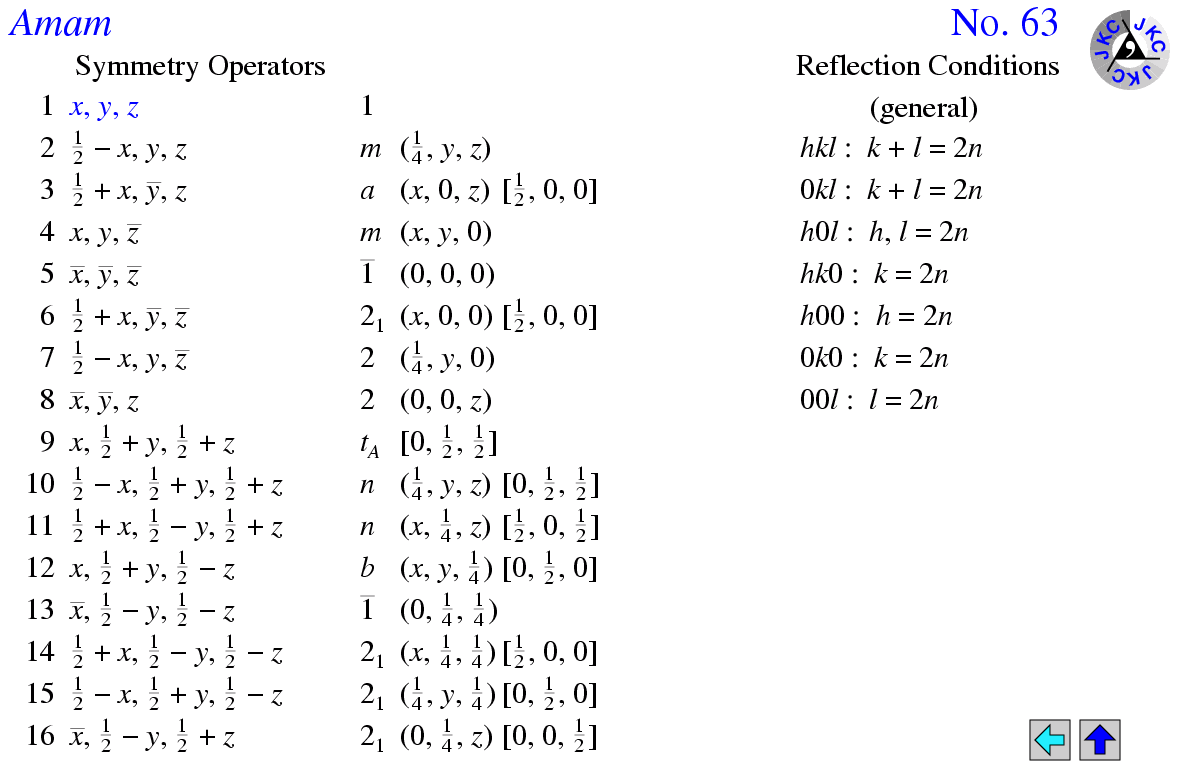 Amam No. 63
JKC JKC JKC
Symmetry Operators Reflection Conditions
1 x, y, z 1 (general)
2 ½ − x, y, z m (¼, y, z) hkl : k + l = 2n
3 ½ + x, y̅, z a (x, 0, z) [½, 0, 0] 0kl : k + l = 2n
4 x, y, z̅ m (x, y, 0) h0l : h, l = 2n
5 x̅, y̅, z̅ 1̅ (0, 0, 0) hk0 : k = 2n
6 ½ + x, y̅, z̅ 2₁ (x, 0, 0) [½, 0, 0] h00 : h = 2n
7 ½ − x, y, z̅ 2 (¼, y, 0) 0k0 : k = 2n
8 x̅, y̅, z 2 (0, 0, z) 00l : l = 2n
9 x, ½ + y, ½ + z t_A [0, ½, ½]
10 ½ − x, ½ + y, ½ + z n (¼, y, z) [0, ½, ½]
11 ½ + x, ½ − y, ½ + z n (x, ¼, z) [½, 0, ½]
12 x, ½ + y, ½ − z b (x, y, ¼) [0, ½, 0]
13 x̅, ½ − y, ½ − z 1̅ (0, ¼, ¼)
14 ½ + x, ½ − y, ½ − z 2₁ (x, ¼, ¼) [½, 0, 0]
15 ½ − x, ½ + y, ½ − z 2₁ (¼, y, ¼) [0, ½, 0]
16 x̅, ½ − y, ½ + z 2₁ (0, ¼, z) [0, 0, ½]